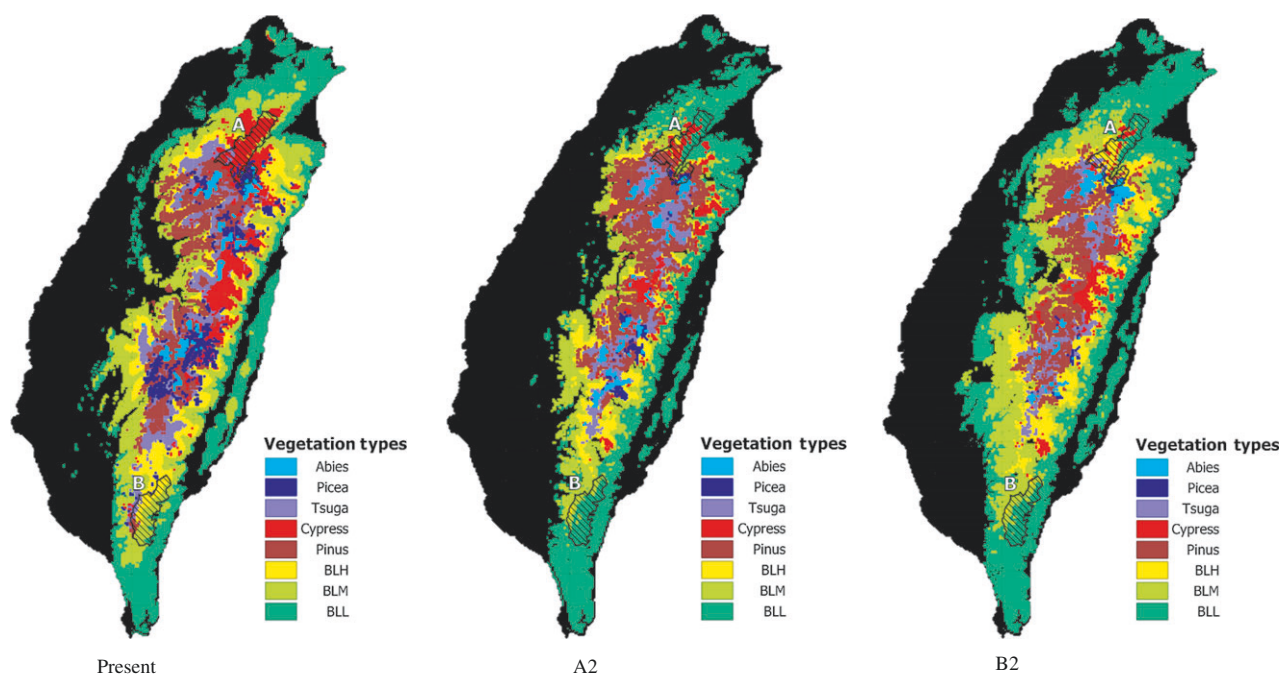 A
B
Vegetation types
Abies
Picea
Tsuga
Cypress
Pinus
BLH
BLM
BLL
Present
A
B
Vegetation types
Abies
Picea
Tsuga
Cypress
Pinus
BLH
BLM
BLL
A2
A
B
Vegetation types
Abies
Picea
Tsuga
Cypress
Pinus
BLH
BLM
BLL
B2